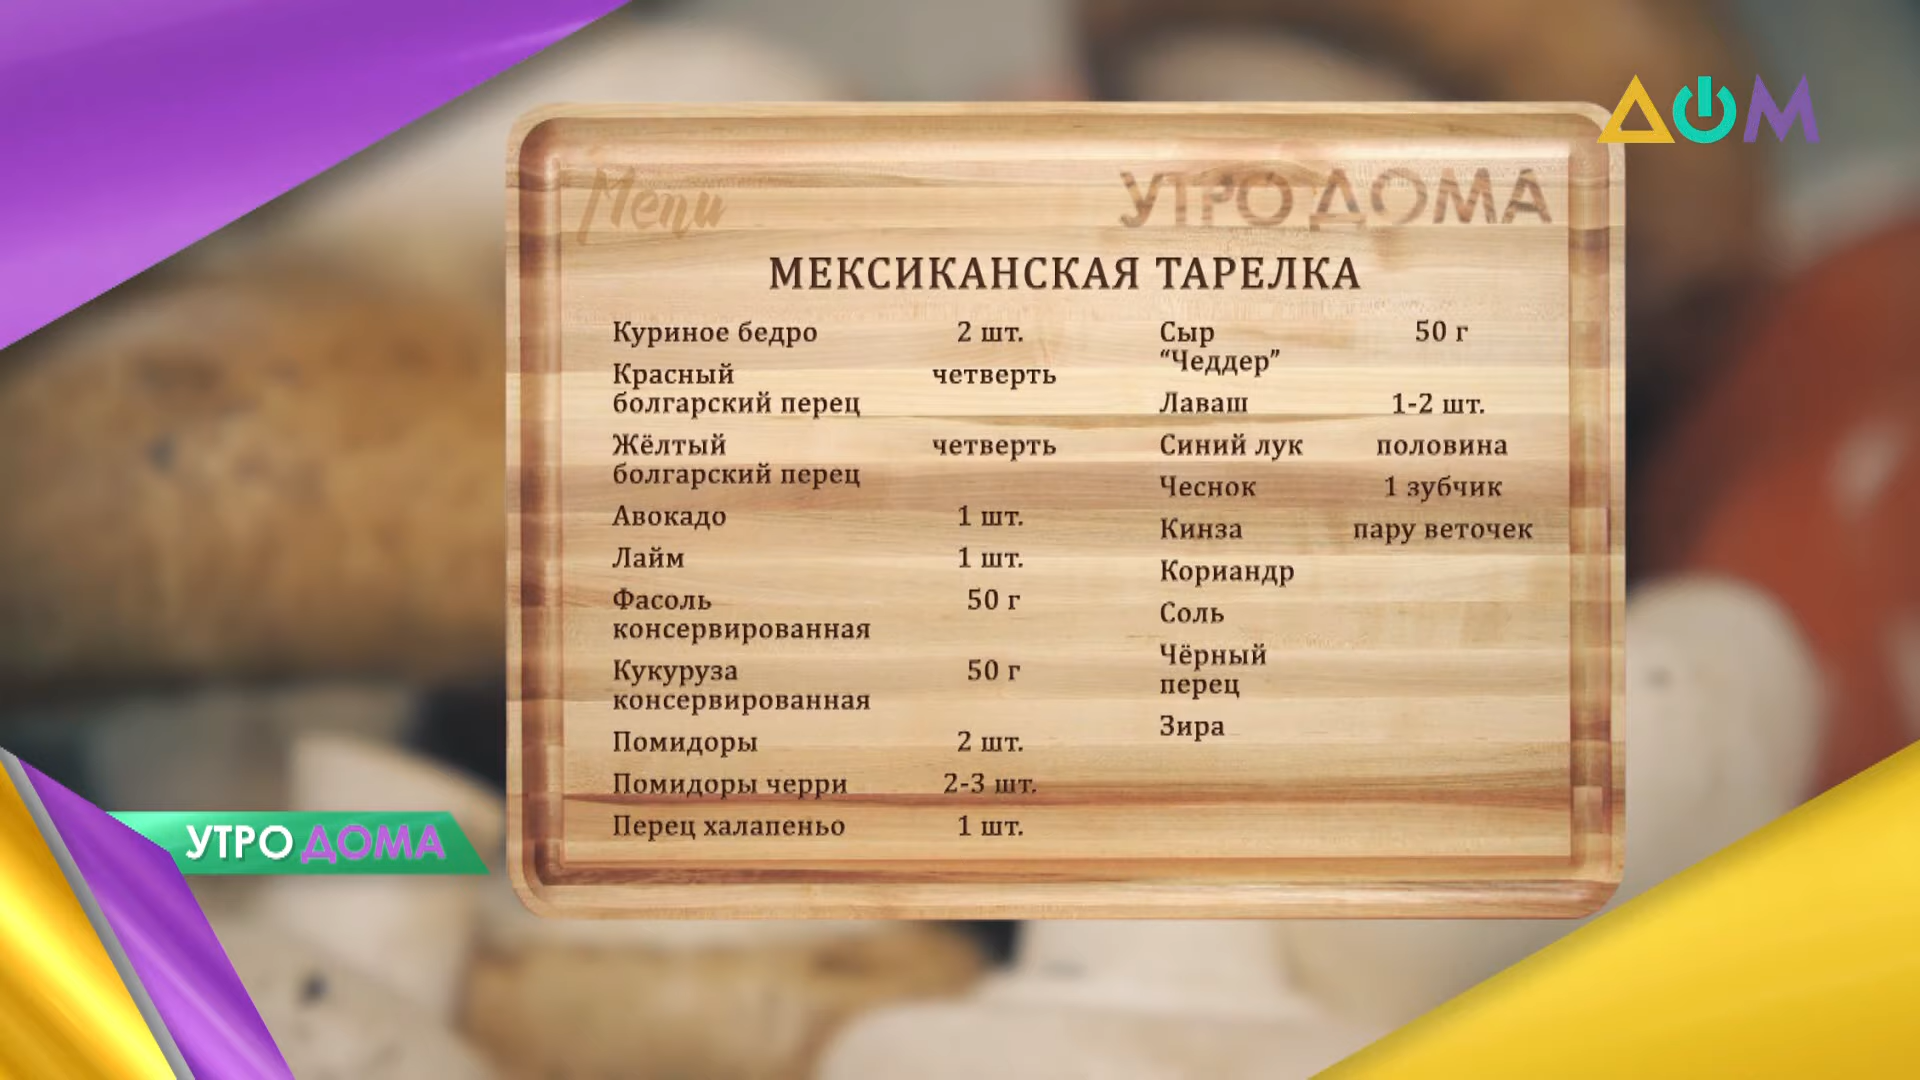 ДОМ
Menu
УТРО ДОМА
МЕКСИКАНСКАЯ ТАРЕЛКА
Куриное бедро 2 шт.
Красный четверть
болгарский перец
Жёлтый четверть
болгарский перец
Авокадо 1 шт.
Лайм 1 шт.
Фасоль 50 г
консервированная
Кукуруза 50 г
консервированная
Помидоры 2 шт.
Помидоры черри 2-3 шт.
Перец халапеньо 1 шт.
Сыр 50 г
“Чеддер”
Лаваш 1-2 шт.
Синий лук половина
Чеснок 1 зубчик
Кинза пару веточек
Кориандр
Соль
Чёрный
перец
Зира
УТРО ДОМА